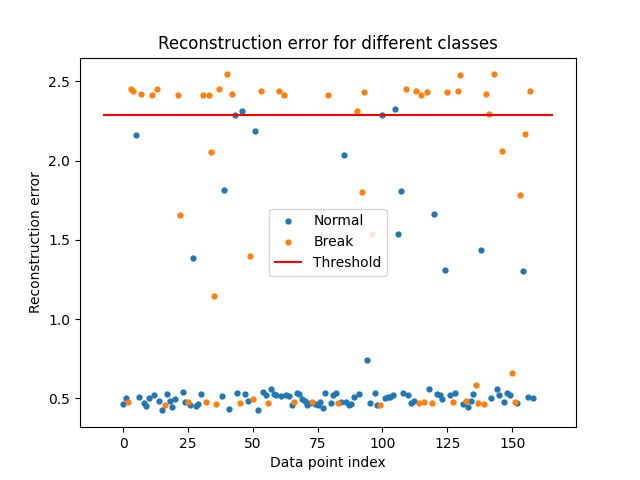 Reconstruction error for different classes
Reconstruction error
2.5
2.0
1.5
1.0
0.5
Normal
Break
Threshold
0 25 50 75 100 125 150
Data point index